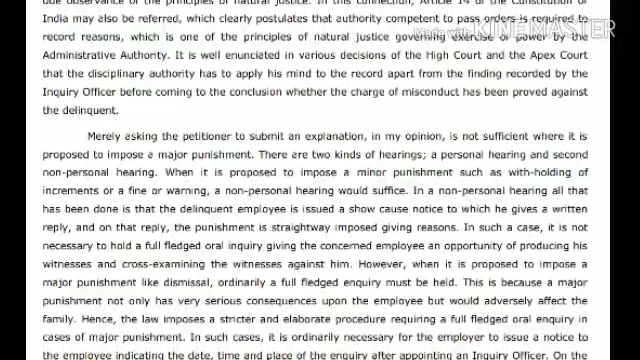 due observance of the principles of natural justice. In this connection, Article 14 of the Constitution of
India may also be referred, which clearly postulates that authority competent to pass orders is required to
record reasons, which is one of the principles of natural justice governing exercise of power by the
Made with KINEMASTER
Administrative Authority. It is well enunciated in various decisions of the High Court and the Apex Court
that the disciplinary authority has to apply his mind to the record apart from the finding recorded by the
Inquiry Officer before coming to the conclusion whether the charge of misconduct has been proved against
the delinquent.
Merely asking the petitioner to submit an explanation, in my opinion, is not sufficient where it is
proposed to impose a major punishment. There are two kinds of hearings; a personal hearing and second
non-personal hearing. When it is proposed to impose a minor punishment such as with-holding of
increments or a fine or warning, a non-personal hearing would suffice. In a non-personal hearing all that
has been done is that the delinquent employee is issued a show cause notice to which he gives a written
reply, and on that reply, the punishment is straightway imposed giving reasons. In such a case, it is not
necessary to hold a full fledged oral inquiry giving the concerned employee an opportunity of producing his
witnesses and cross-examining the witnesses against him. However, when it is proposed to impose a
major punishment like dismissal, ordinarily a full fledged enquiry must be held. This is because a major
punishment not only has very serious consequences upon the employee but would adversely affect the
family. Hence, the law imposes a stricter and elaborate procedure requiring a full fledged oral enquiry in
cases of major punishment. In such cases, it is ordinarily necessary for the employer to issue a notice to
the employee indicating the date, time and place of the enquiry after appointing an Inquiry Officer. On the